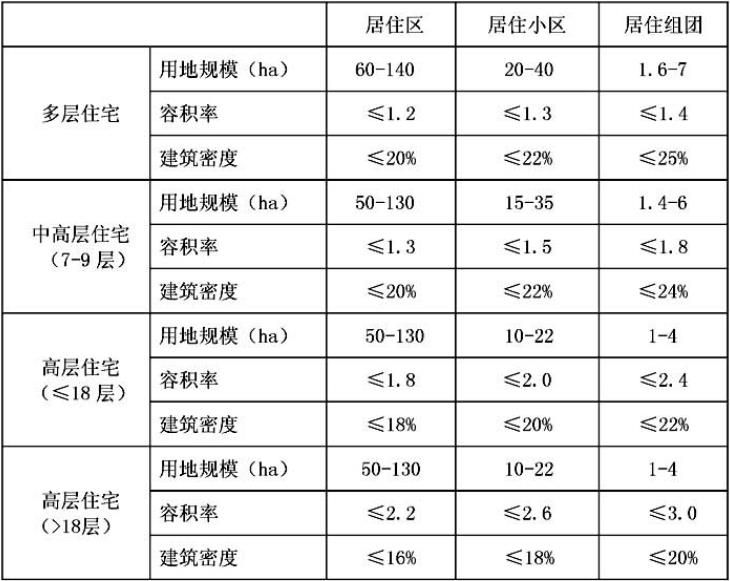 居住区 居住小区 居住组团
多层住宅
用地规模（ha） 60-140 20-40 1.6-7
容积率 ≤1.2 ≤1.3 ≤1.4
建筑密度 ≤20% ≤22% ≤25%
中高层住宅
（7-9 层）
用地规模（ha） 50-130 15-35 1.4-6
容积率 ≤1.3 ≤1.5 ≤1.8
建筑密度 ≤20% ≤22% ≤24%
高层住宅
（≤18 层）
用地规模（ha） 50-130 10-22 1-4
容积率 ≤1.8 ≤2.0 ≤2.4
建筑密度 ≤18% ≤20% ≤22%
高层住宅
（>18层）
用地规模（ha） 50-130 10-22 1-4
容积率 ≤2.2 ≤2.6 ≤3.0
建筑密度 ≤16% ≤18% ≤20%